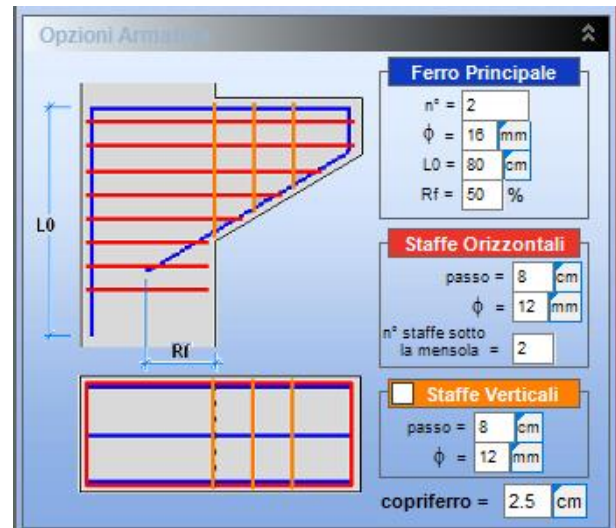 Opzioni Armatura
L0
Rf
Ferro Principale
n° = 2
ϕ = 16 mm
L0 = 80 cm
Rf = 50 %
Staffe Orizzontali
passo = 8 cm
ϕ = 12 mm
n° staffe sotto
la mensola = 2
Staffe Verticali
passo = 8 cm
ϕ = 12 mm
copriferro = 2.5 cm